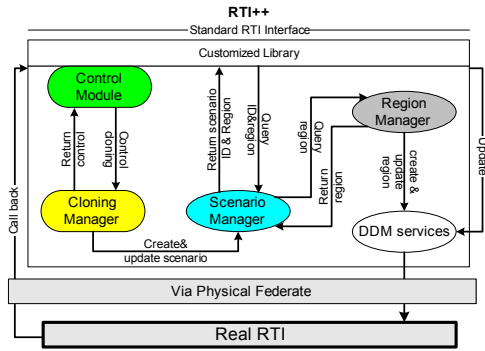 RTI++
Standard RTI Interface
Customized Library
Control
Module
Return
control
Control
cloning
Cloning
Manager
Return scenario
ID & Region
Query
ID&region
Scenario
Manager
Create&
update scenario
Query
region
Return
region
Region
Manager
create &
update
region
DDM services
Update
Call back
Via Physical Federate
Real RTI